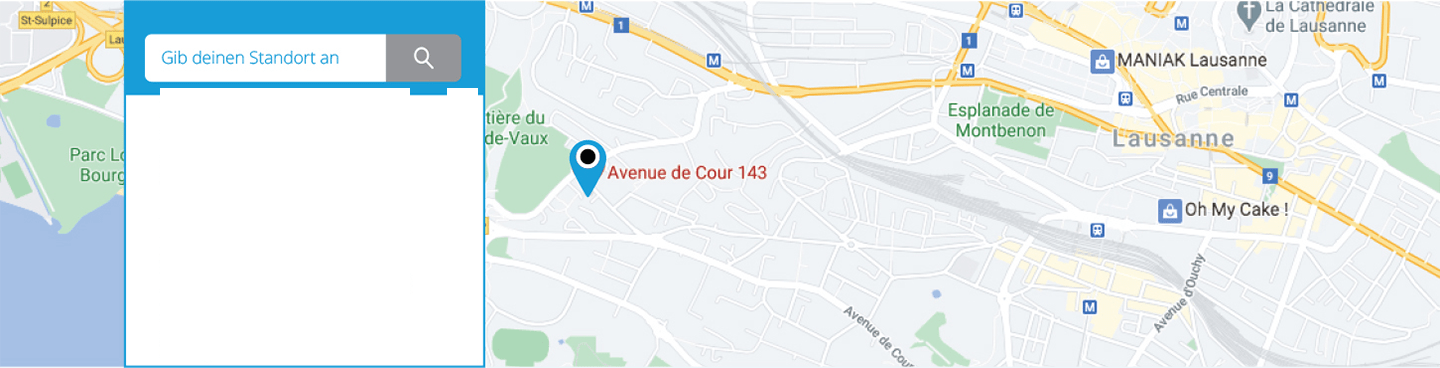 2
St-Sulpice
Lau
Gib deinen Standort an
Parc Lo
Bourg
M
1
M
tière du
de-Vaux
Avenue de Cour 143
1
M
M
La Cathédrale
de Lausanne
MANIAK Lausanne
Rue Centrale
M
M
Esplanade de
Montbenon
Lausanne
9
Oh My Cake !
M
Avenue d'Ouchy
Avenue de Cour